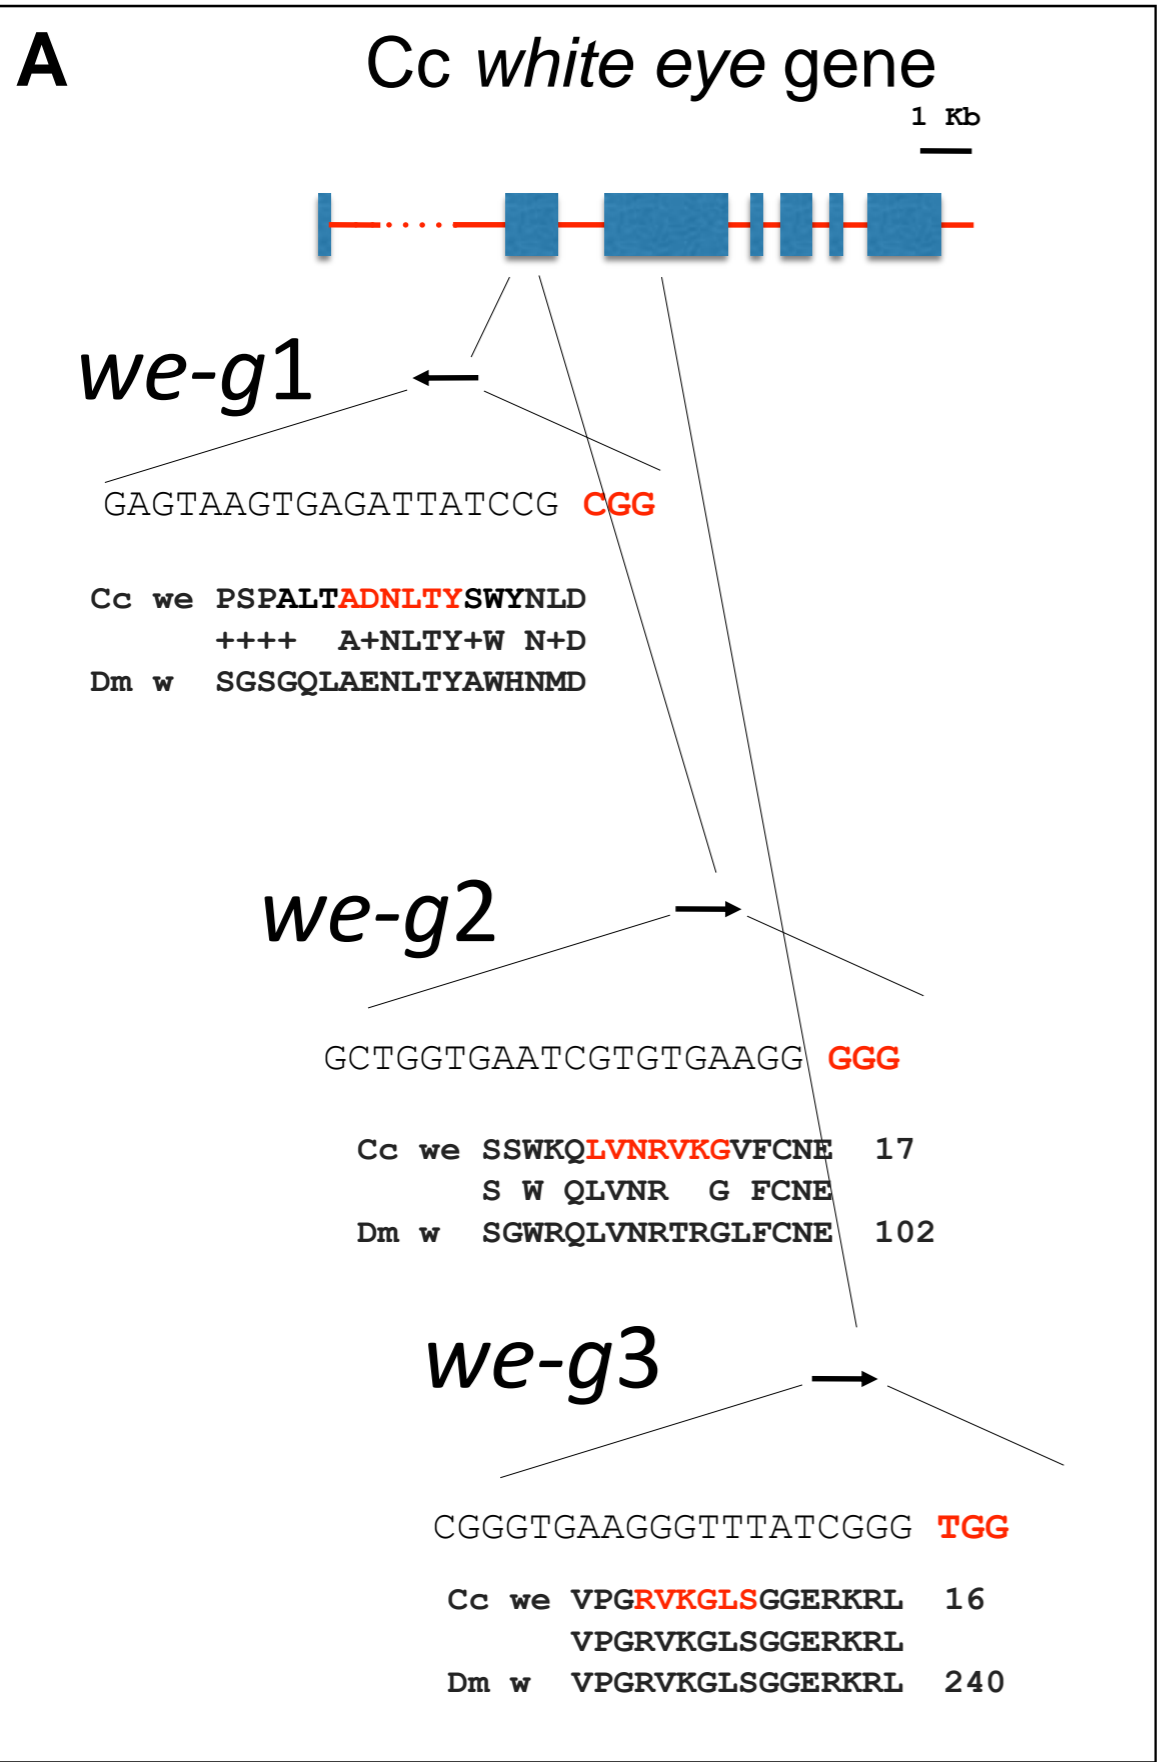 A
Cc white eye gene
1 Kb
we-g1
GAGTAAGTGAGATTATCCG CGG
Cc we PSPALTADNLTYSWYNLD
++++ A+NLTY+W N+D
Dm w SGSGQLAENLTYAWHNMD
we-g2
GCTGGTGAATCGTGTGAAGG GGG
Cc we SSWKQLVNRVKGVFCNE 17
S W QLVNR G FCNE
Dm w SGWRQLVNRTRGLFCNE 102
we-g3
CGGGTGAAGGGTTTATCGGG TGG
Cc we VPGRVKGLSGGERKRL 16
VPGRVKGLSGGERKRL
Dm w VPGRVKGLSGGERKRL 240